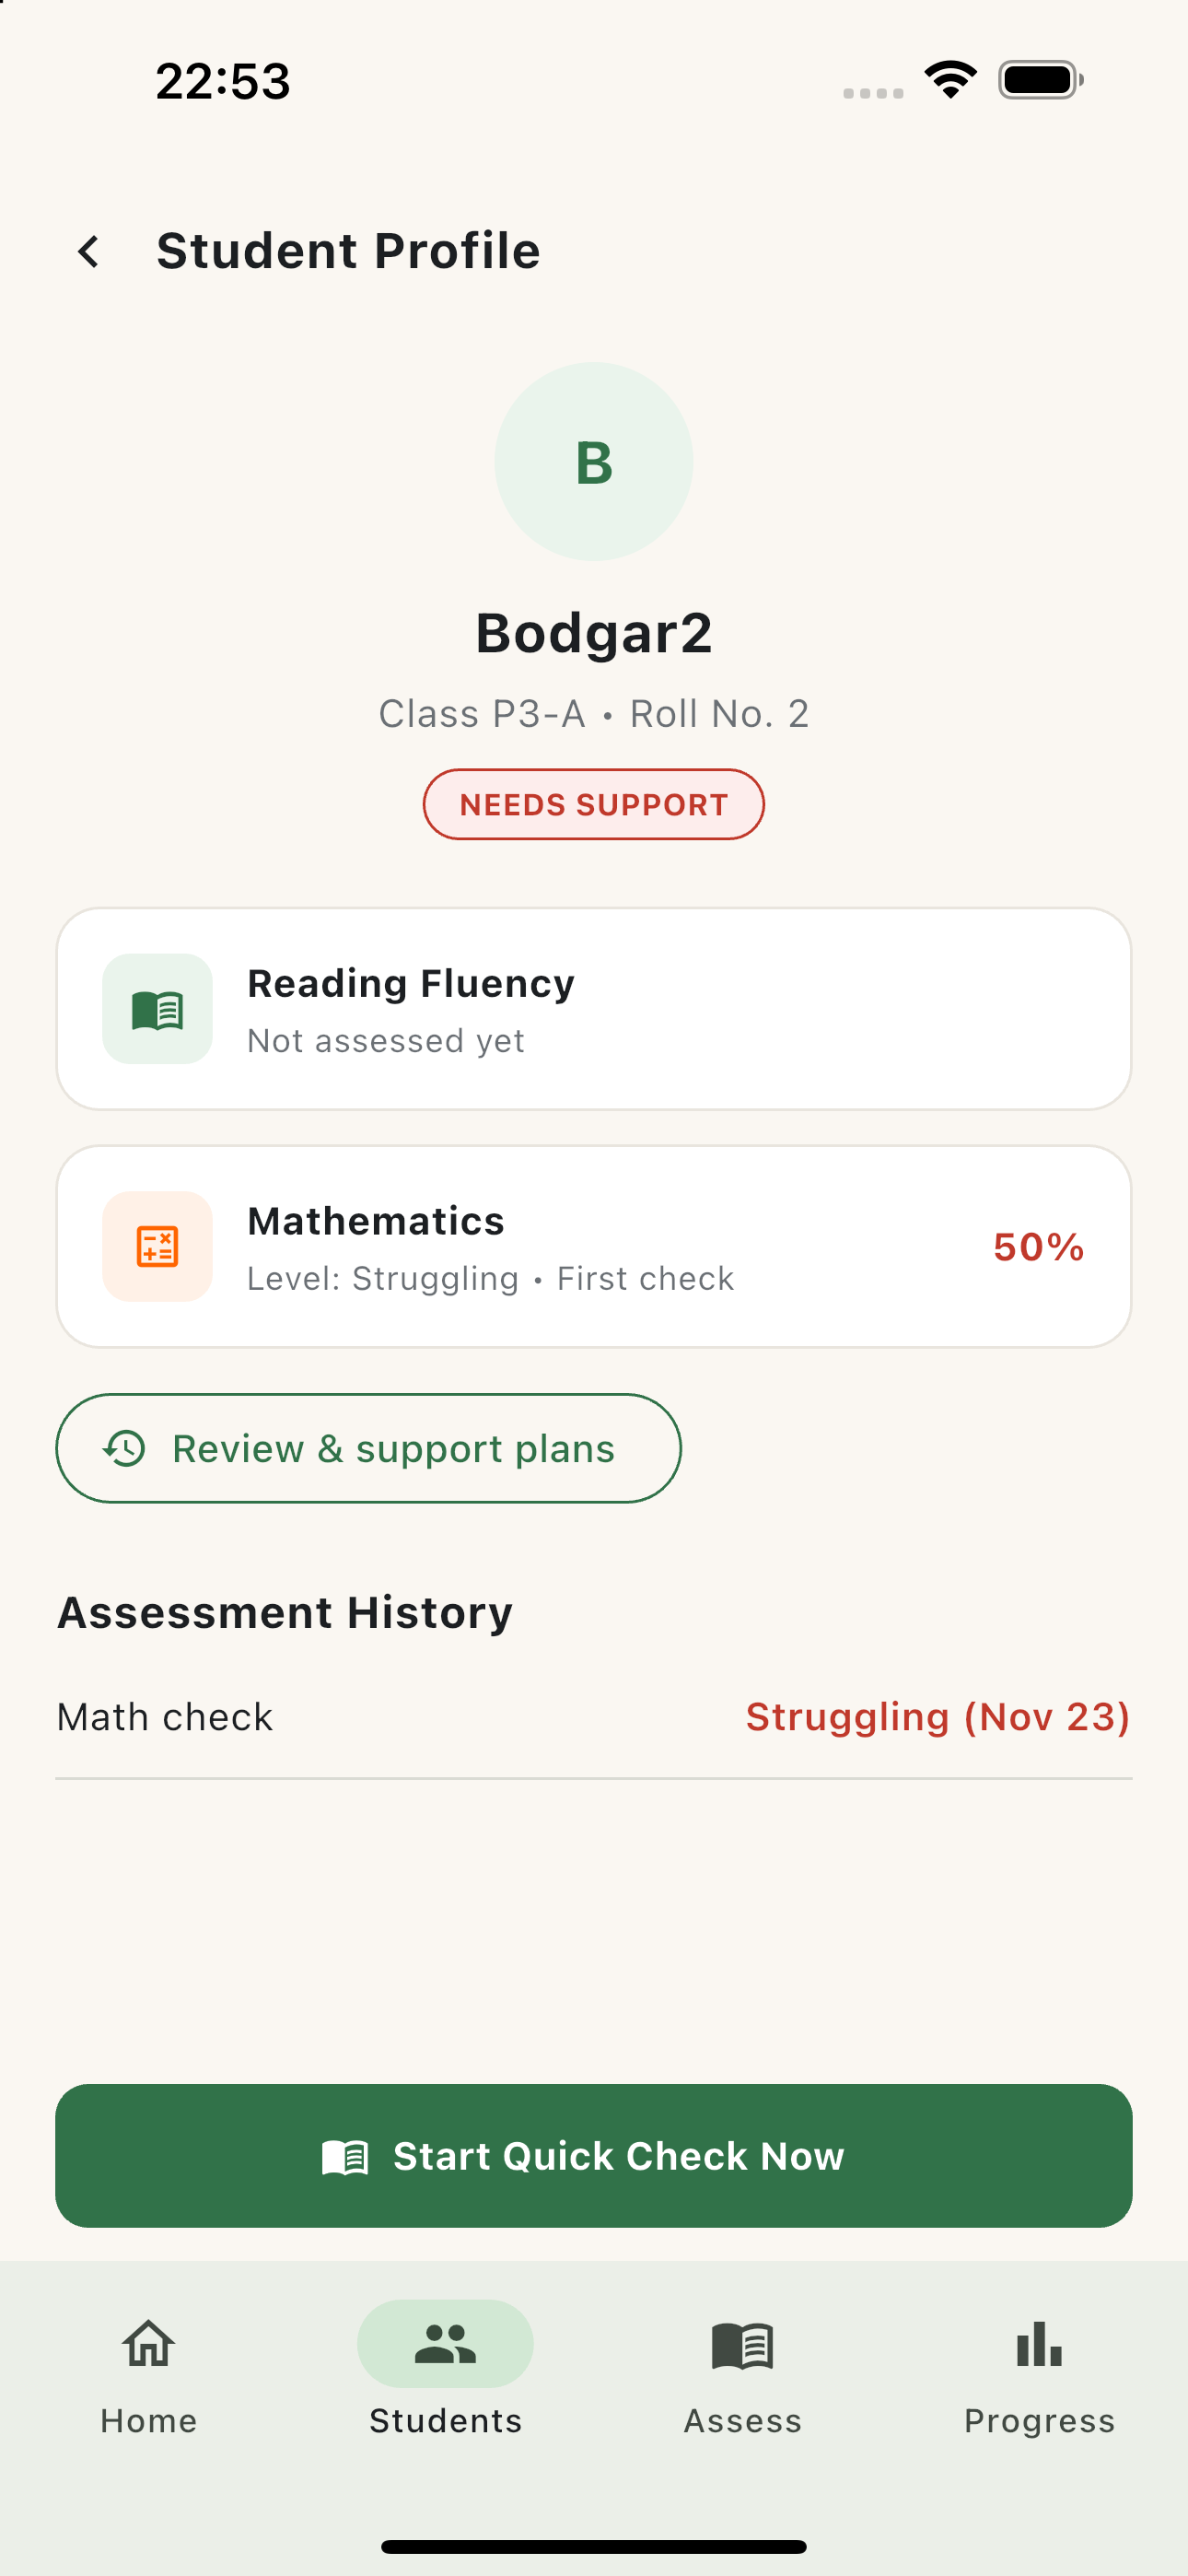 22:53
Student Profile
B
Bodgar2
Class P3-A • Roll No. 2
NEEDS SUPPORT
Reading Fluency
Not assessed yet
Mathematics
Level: Struggling • First check
50%
Review & support plans
Assessment History
Math check
Struggling (Nov 23)
Start Quick Check Now
Home
Students
Assess
Progress